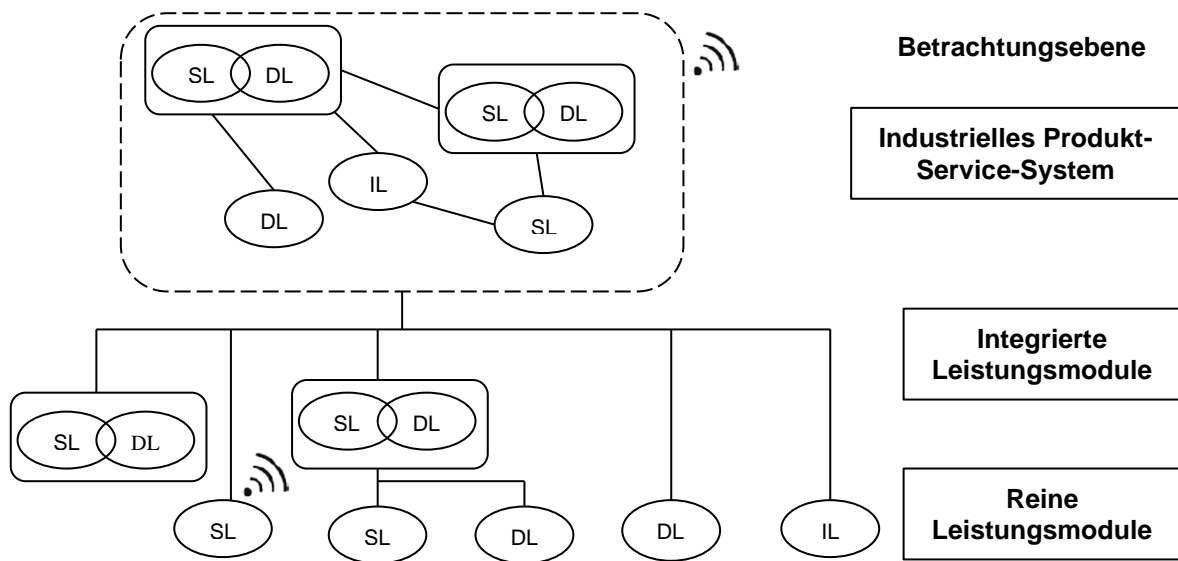 Betrachtungsebene
SL DL
SL DL
Industrielles Produkt-
Service-System
IL
DL
SL
Integrierte
Leistungsmodule
SL DL
SL DL
Reine
Leistungsmodule
SL
SL
DL
DL
IL